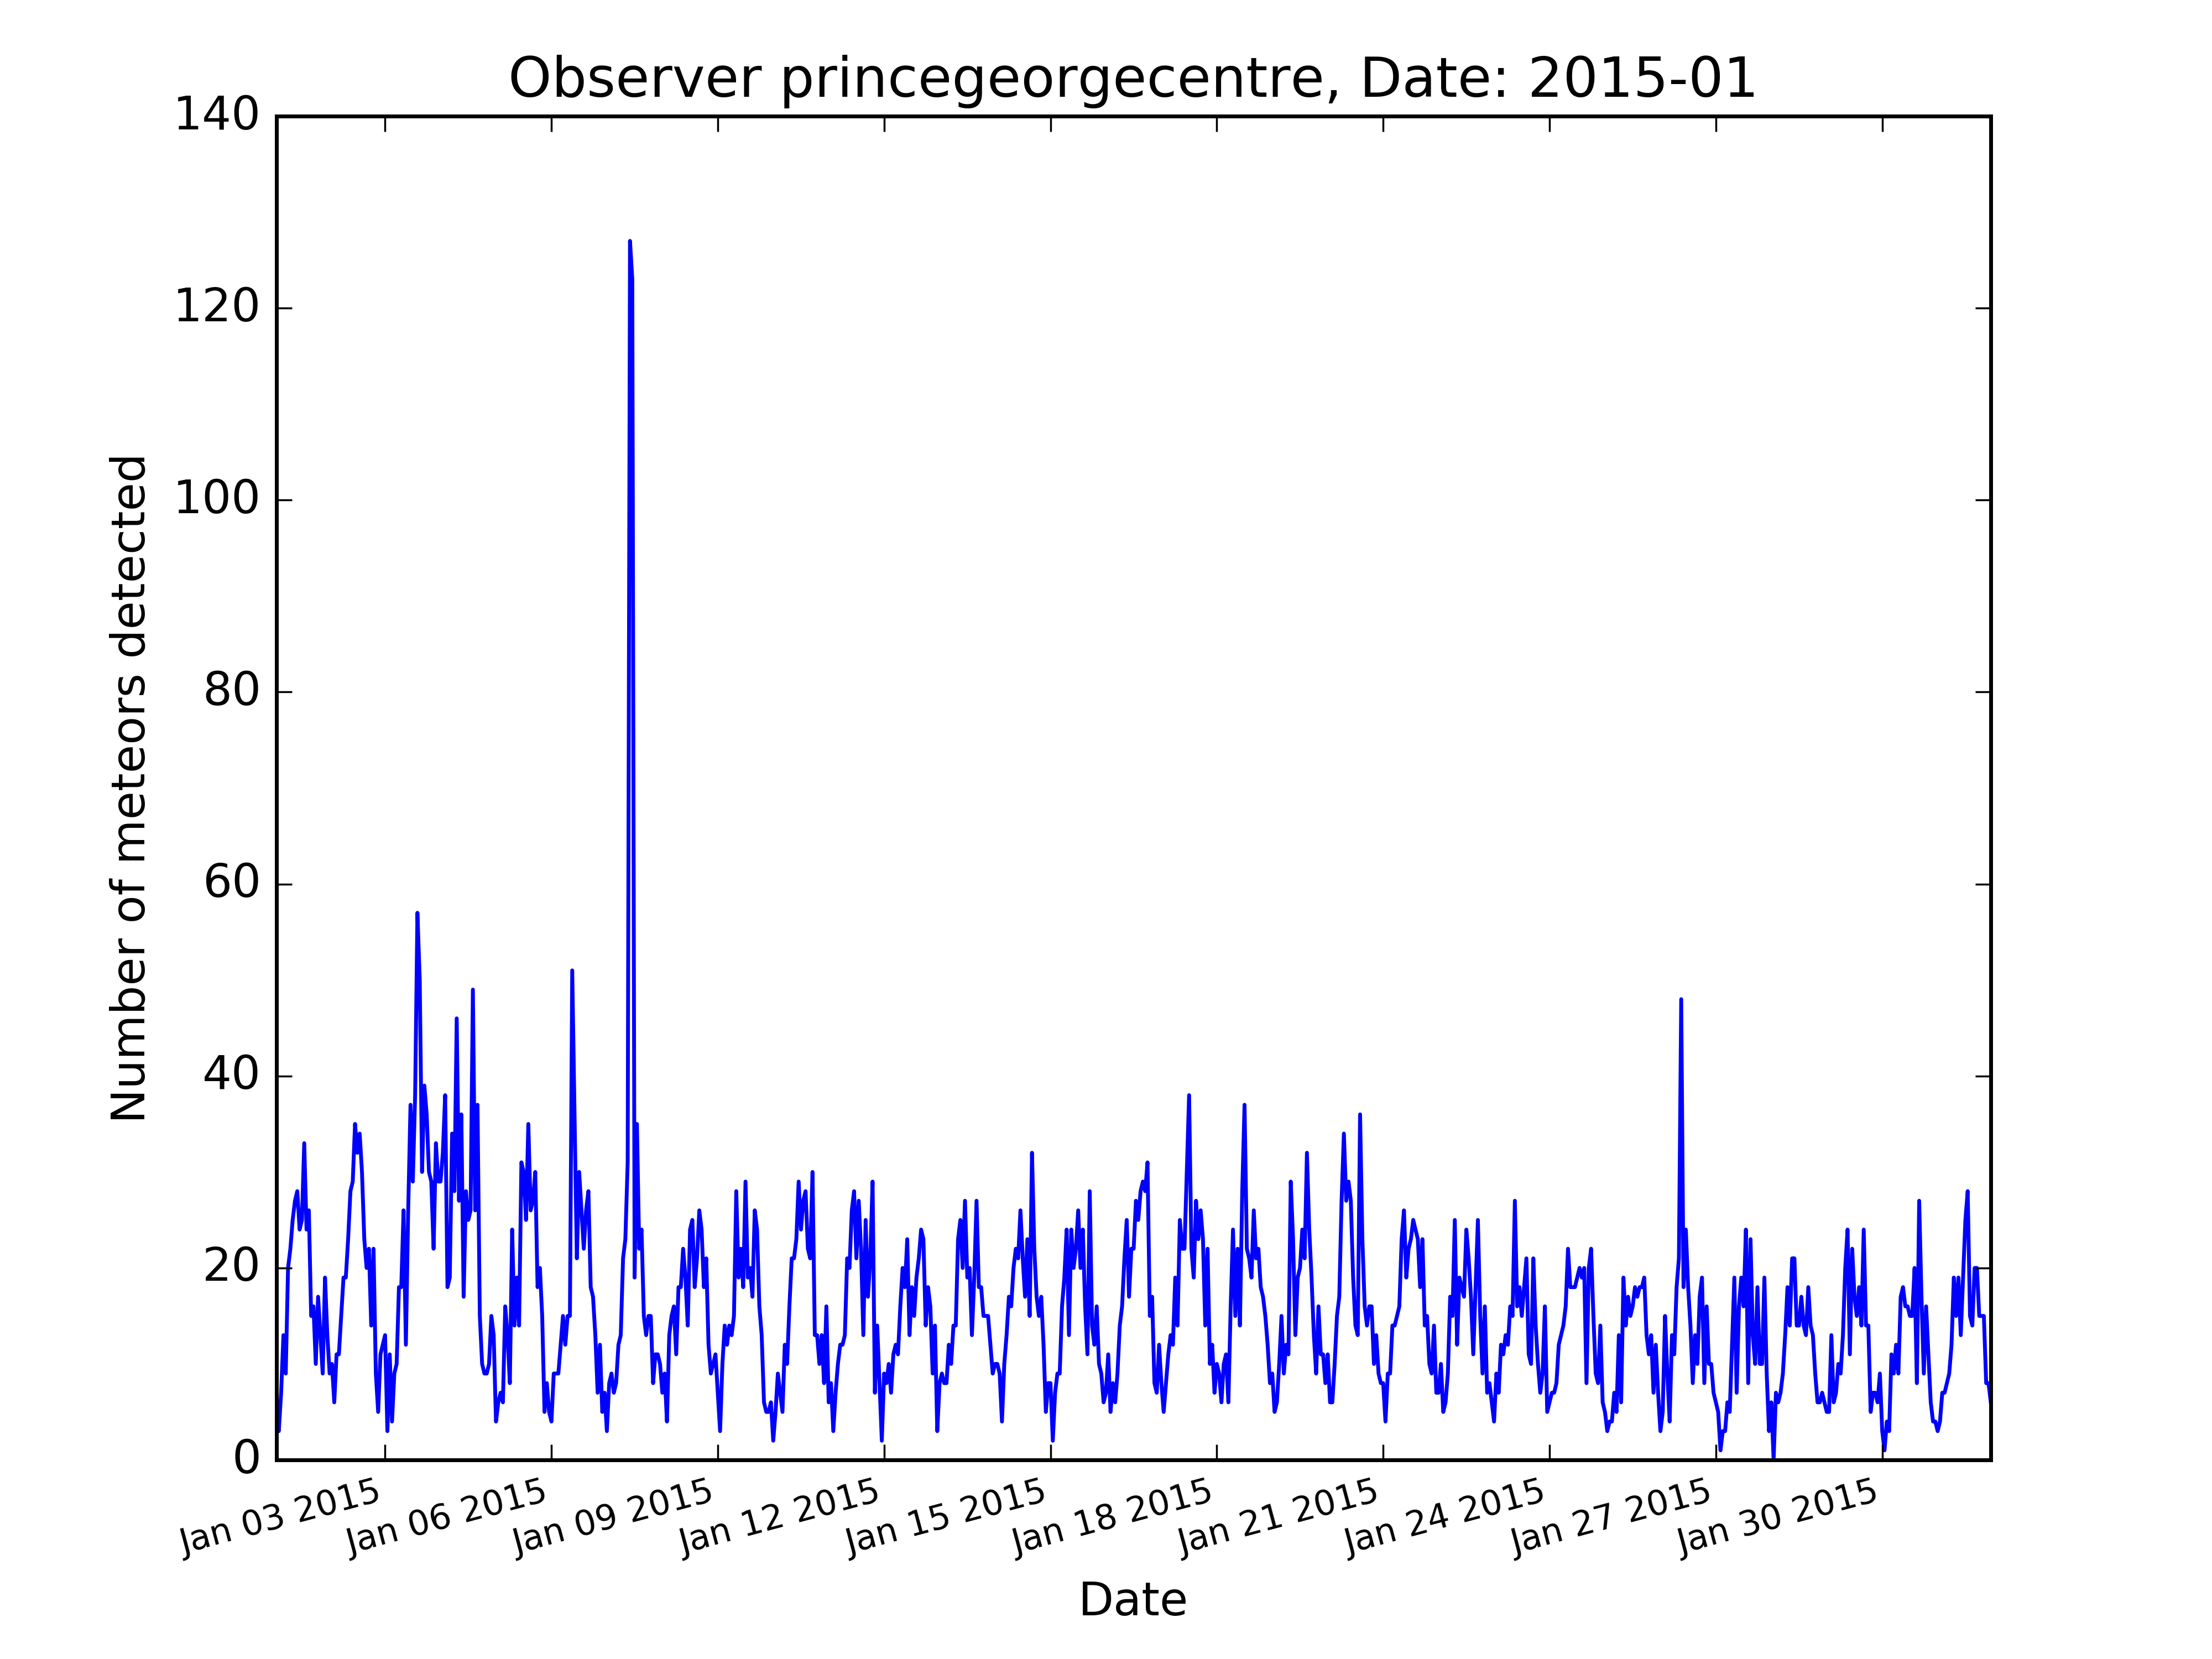 Observer princegeorgecentre, Date: 2015-01
140
120
100
80
60
40
20
0
Number of meteors detected
Jan 03 2015
Jan 06 2015
Jan 09 2015
Jan 12 2015
Jan 15 2015
Jan 18 2015
Jan 21 2015
Jan 24 2015
Jan 27 2015
Jan 30 2015
Date